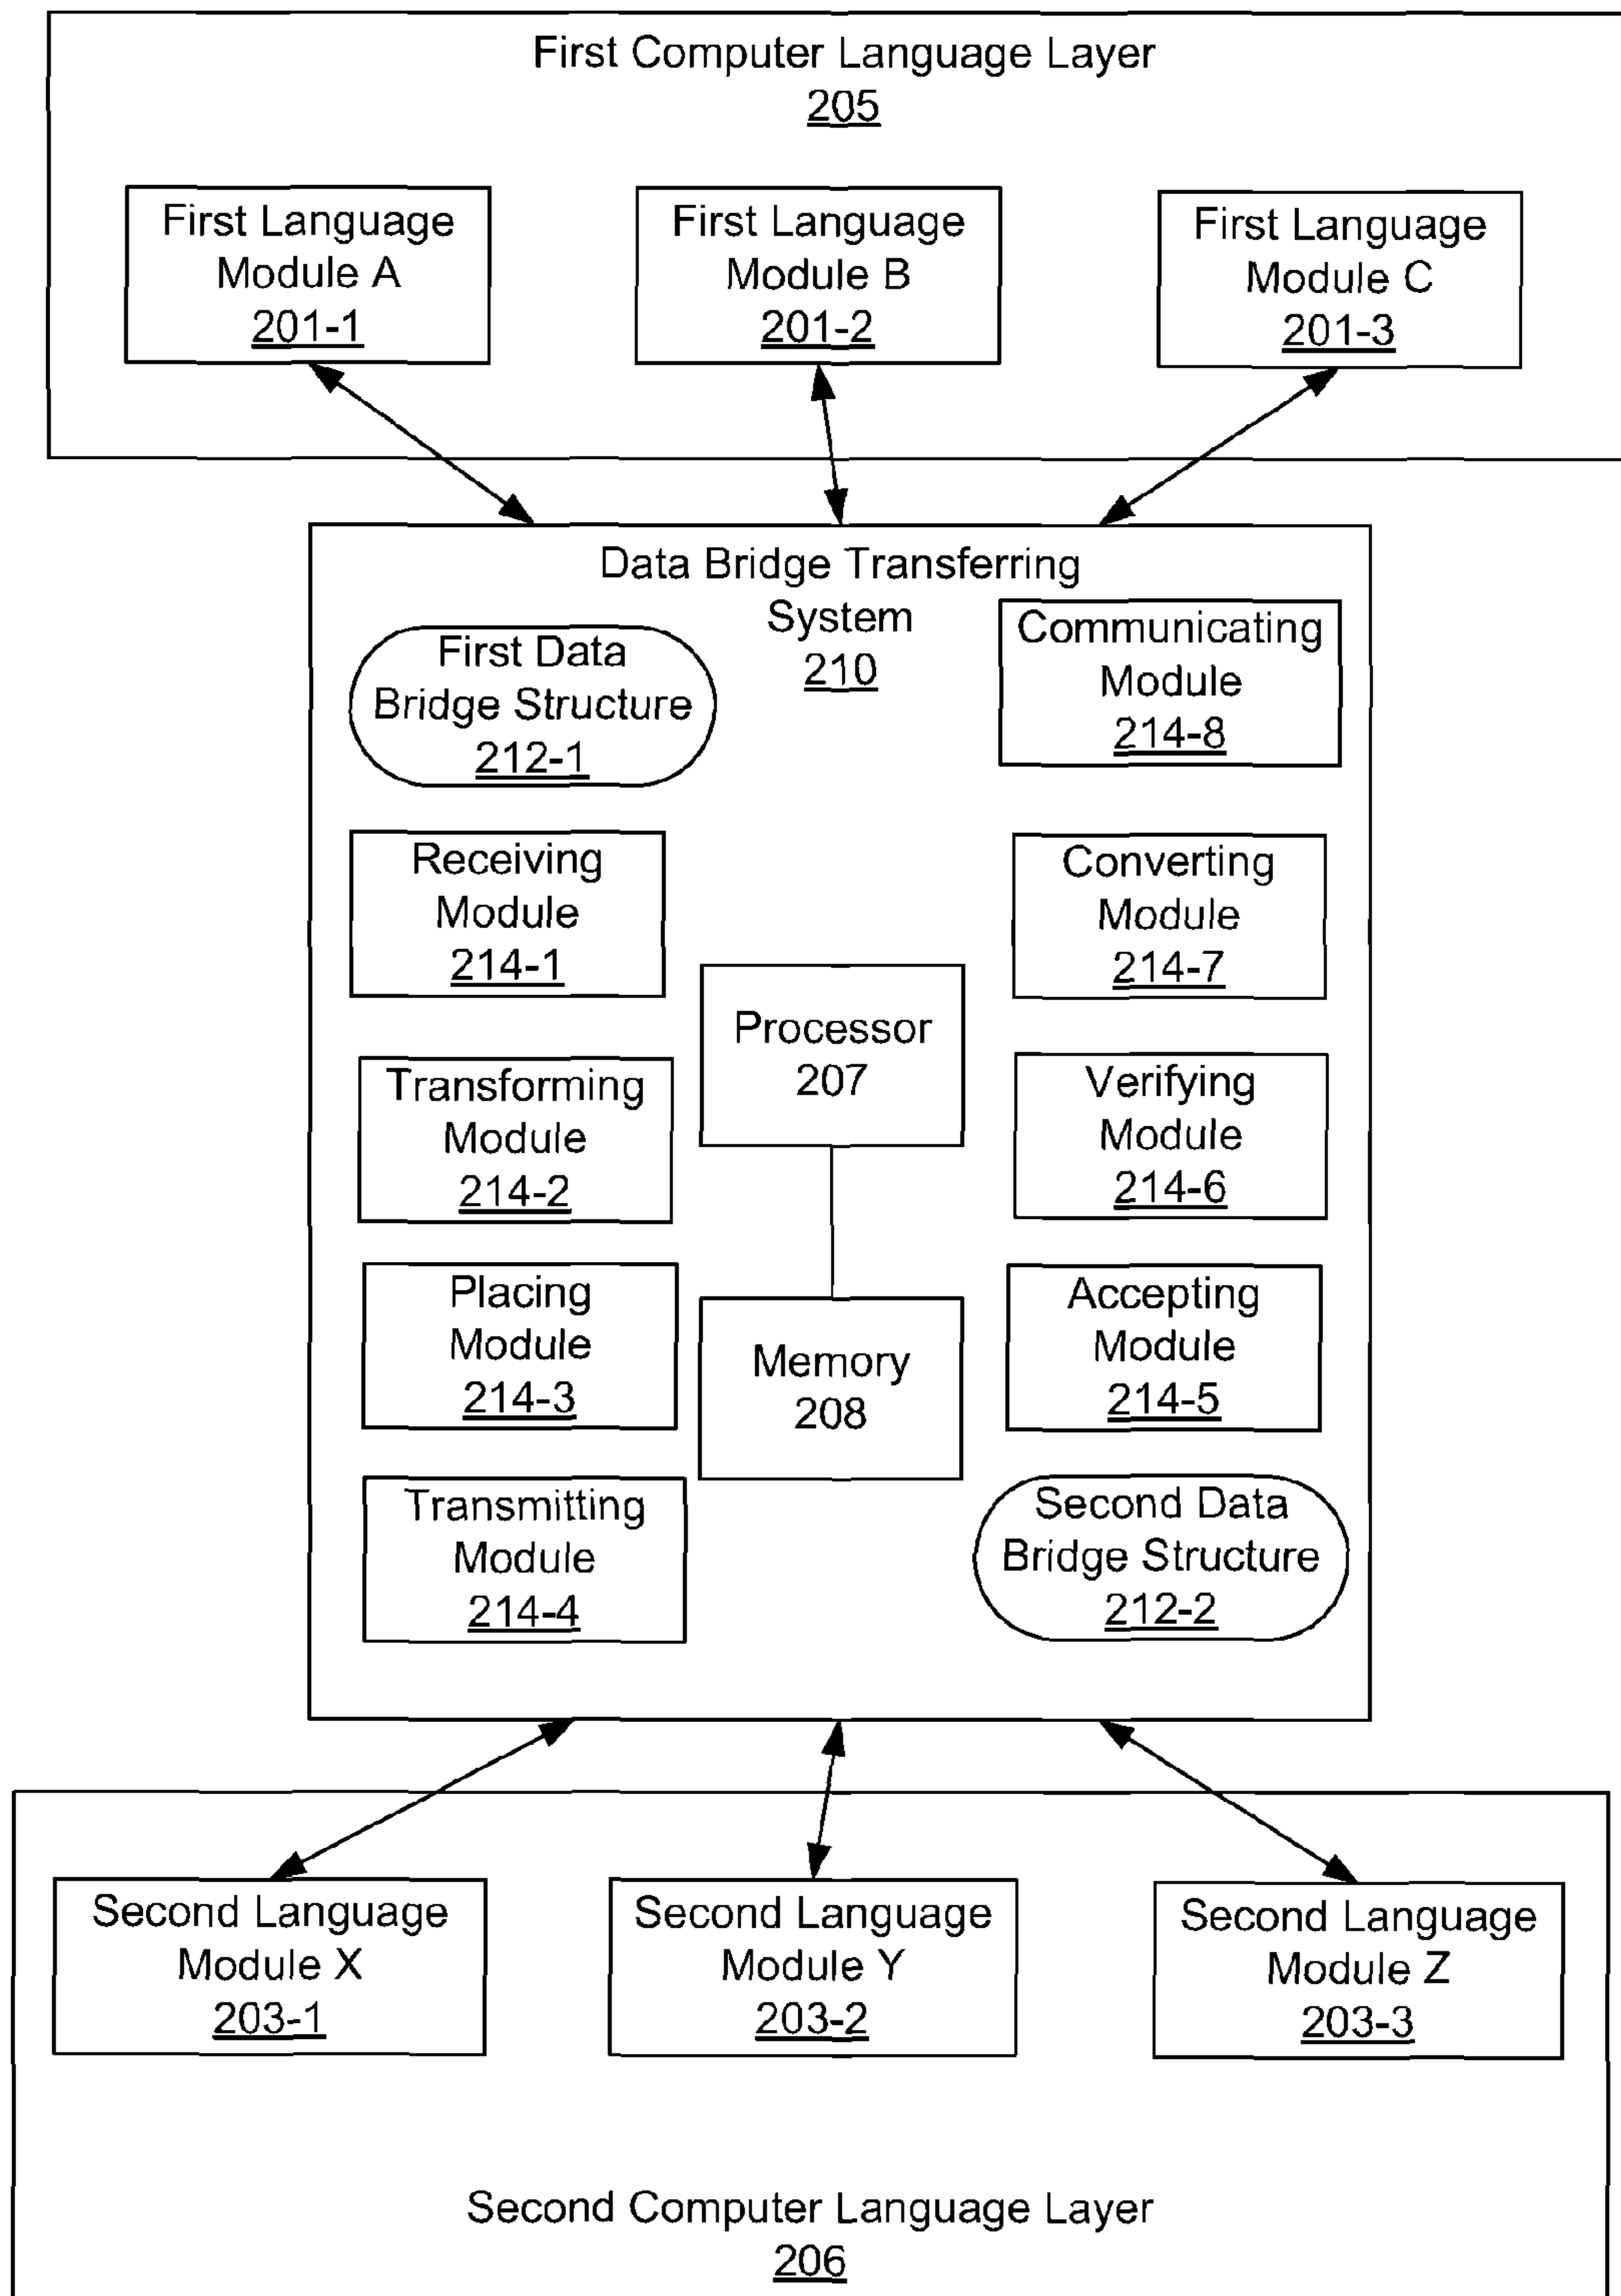 First Computer Language Layer
205
First Language
Module A
201-1
First Language
Module B
201-2
First Language
Module C
201-3
Data Bridge Transferring
System
210
First Data
Bridge Structure
212-1
Communicating
Module
214-8
Receiving
Module
214-1
Converting
Module
214-7
Processor
207
Transforming
Module
214-2
Verifying
Module
214-6
Placing
Module
214-3
Memory
208
Accepting
Module
214-5
Transmitting
Module
214-4
Second Data
Bridge Structure
212-2
Second Language
Module X
203-1
Second Language
Module Y
203-2
Second Language
Module Z
203-3
Second Computer Language Layer
206